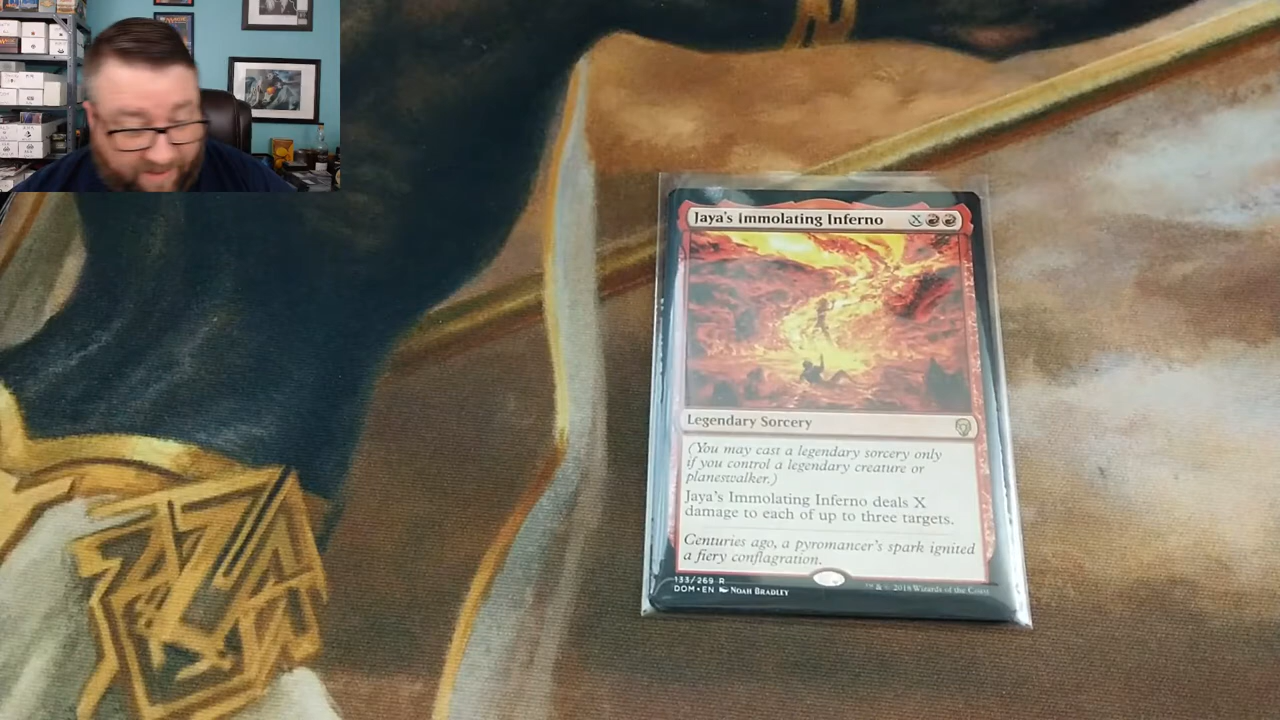 Jaya's Immolating Inferno X
Legendary Sorcery
(You may cast a legendary sorcery only
if you control a legendary creature or
planeswalker.)
Jaya's Immolating Inferno deals X
damage to each of up to three targets.
Centuries ago, a pyromancer's spark ignited
a fiery conflagration.
133/269 R
DOM • EN NOAH BRADLEY
™ & © 2018 Wizards of the Coast